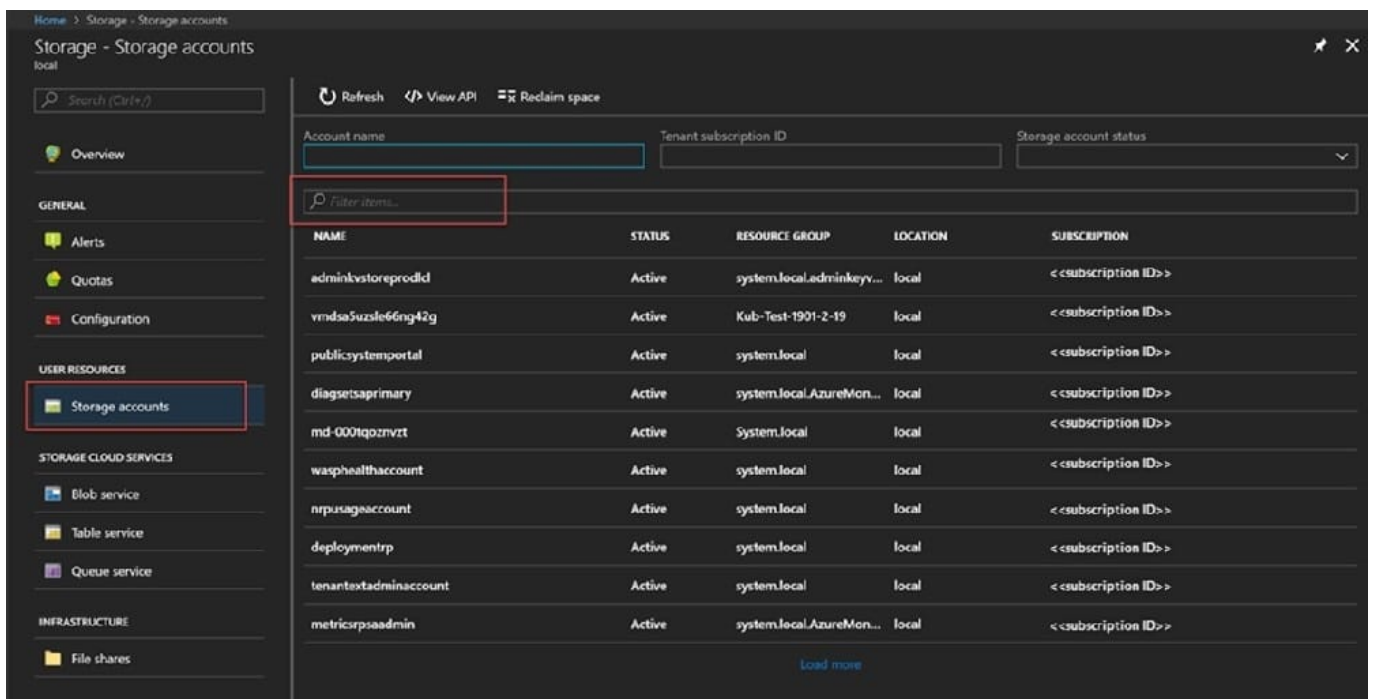 Home > Storage - Storage accounts
Storage - Storage accounts
local
Search (Ctrl+/)
Refresh </> View API Reclaim space
Account name Tenant subscription ID Storage account status
Overview
Filter items...
GENERAL
NAME STATUS RESOURCE GROUP LOCATION SUBSCRIPTION
Alerts
adminkvstoreprodlcl Active system.local.adminkeyv... local <<subscription ID>>
Quotas
vmdsa5uzsle66ng42g Active Kub-Test-1901-2-19 local <<subscription ID>>
Configuration
publicsystemportal Active system.local local <<subscription ID>>
USER RESOURCES
diagsetsaprimary Active system.local.AzureMon... local <<subscription ID>>
Storage accounts
md-000tqoznvzt Active System.local local <<subscription ID>>
STORAGE CLOUD SERVICES
wasphealthaccount Active system.local local <<subscription ID>>
Blob service
nrpusageaccount Active system.local local <<subscription ID>>
Table service
deploymentrp Active system.local local <<subscription ID>>
Queue service
tenantextadminaccount Active system.local local <<subscription ID>>
INFRASTRUCTURE
metricsrpsaadmin Active system.local.AzureMon... local <<subscription ID>>
File shares
Load more